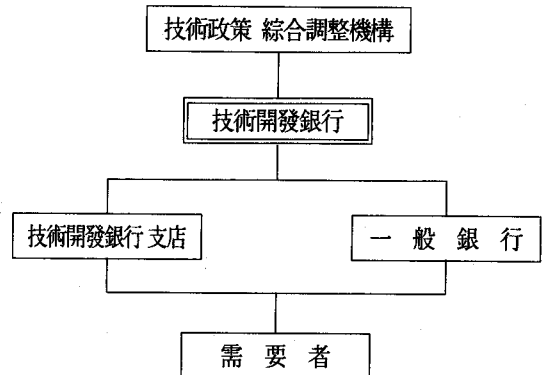 技術政策 綜合調整機構
技術開發銀行
技術開發銀行 支店
一般銀行
需要者